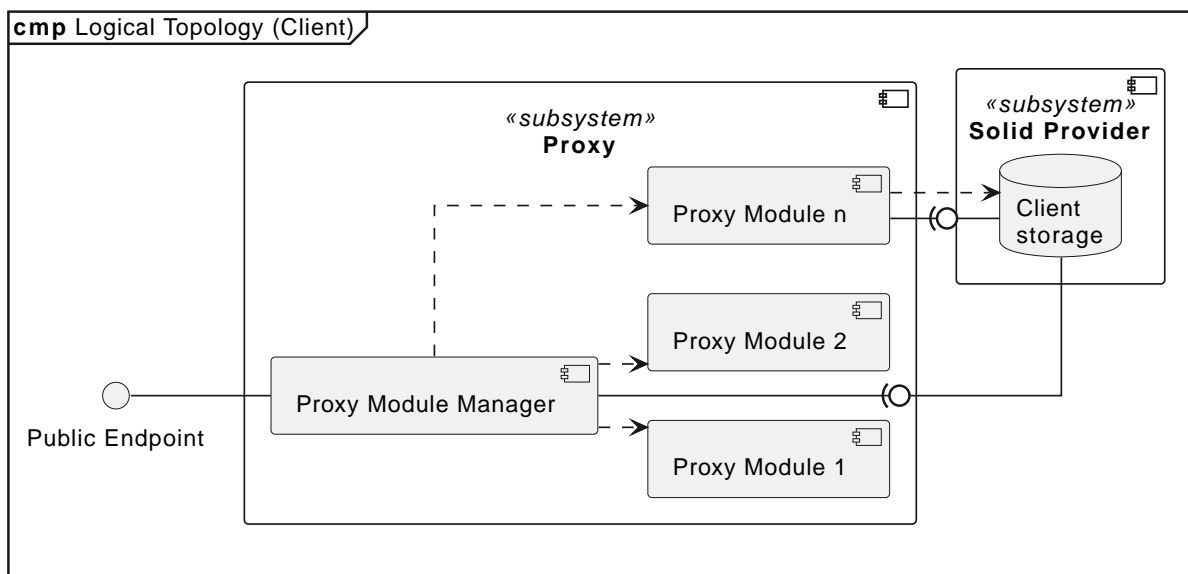 cmp Logical Topology (Client)
«subsystem»
Proxy
«subsystem»
Solid Provider
Proxy Module n
Client
storage
Proxy Module 2
Proxy Module Manager
Public Endpoint
Proxy Module 1